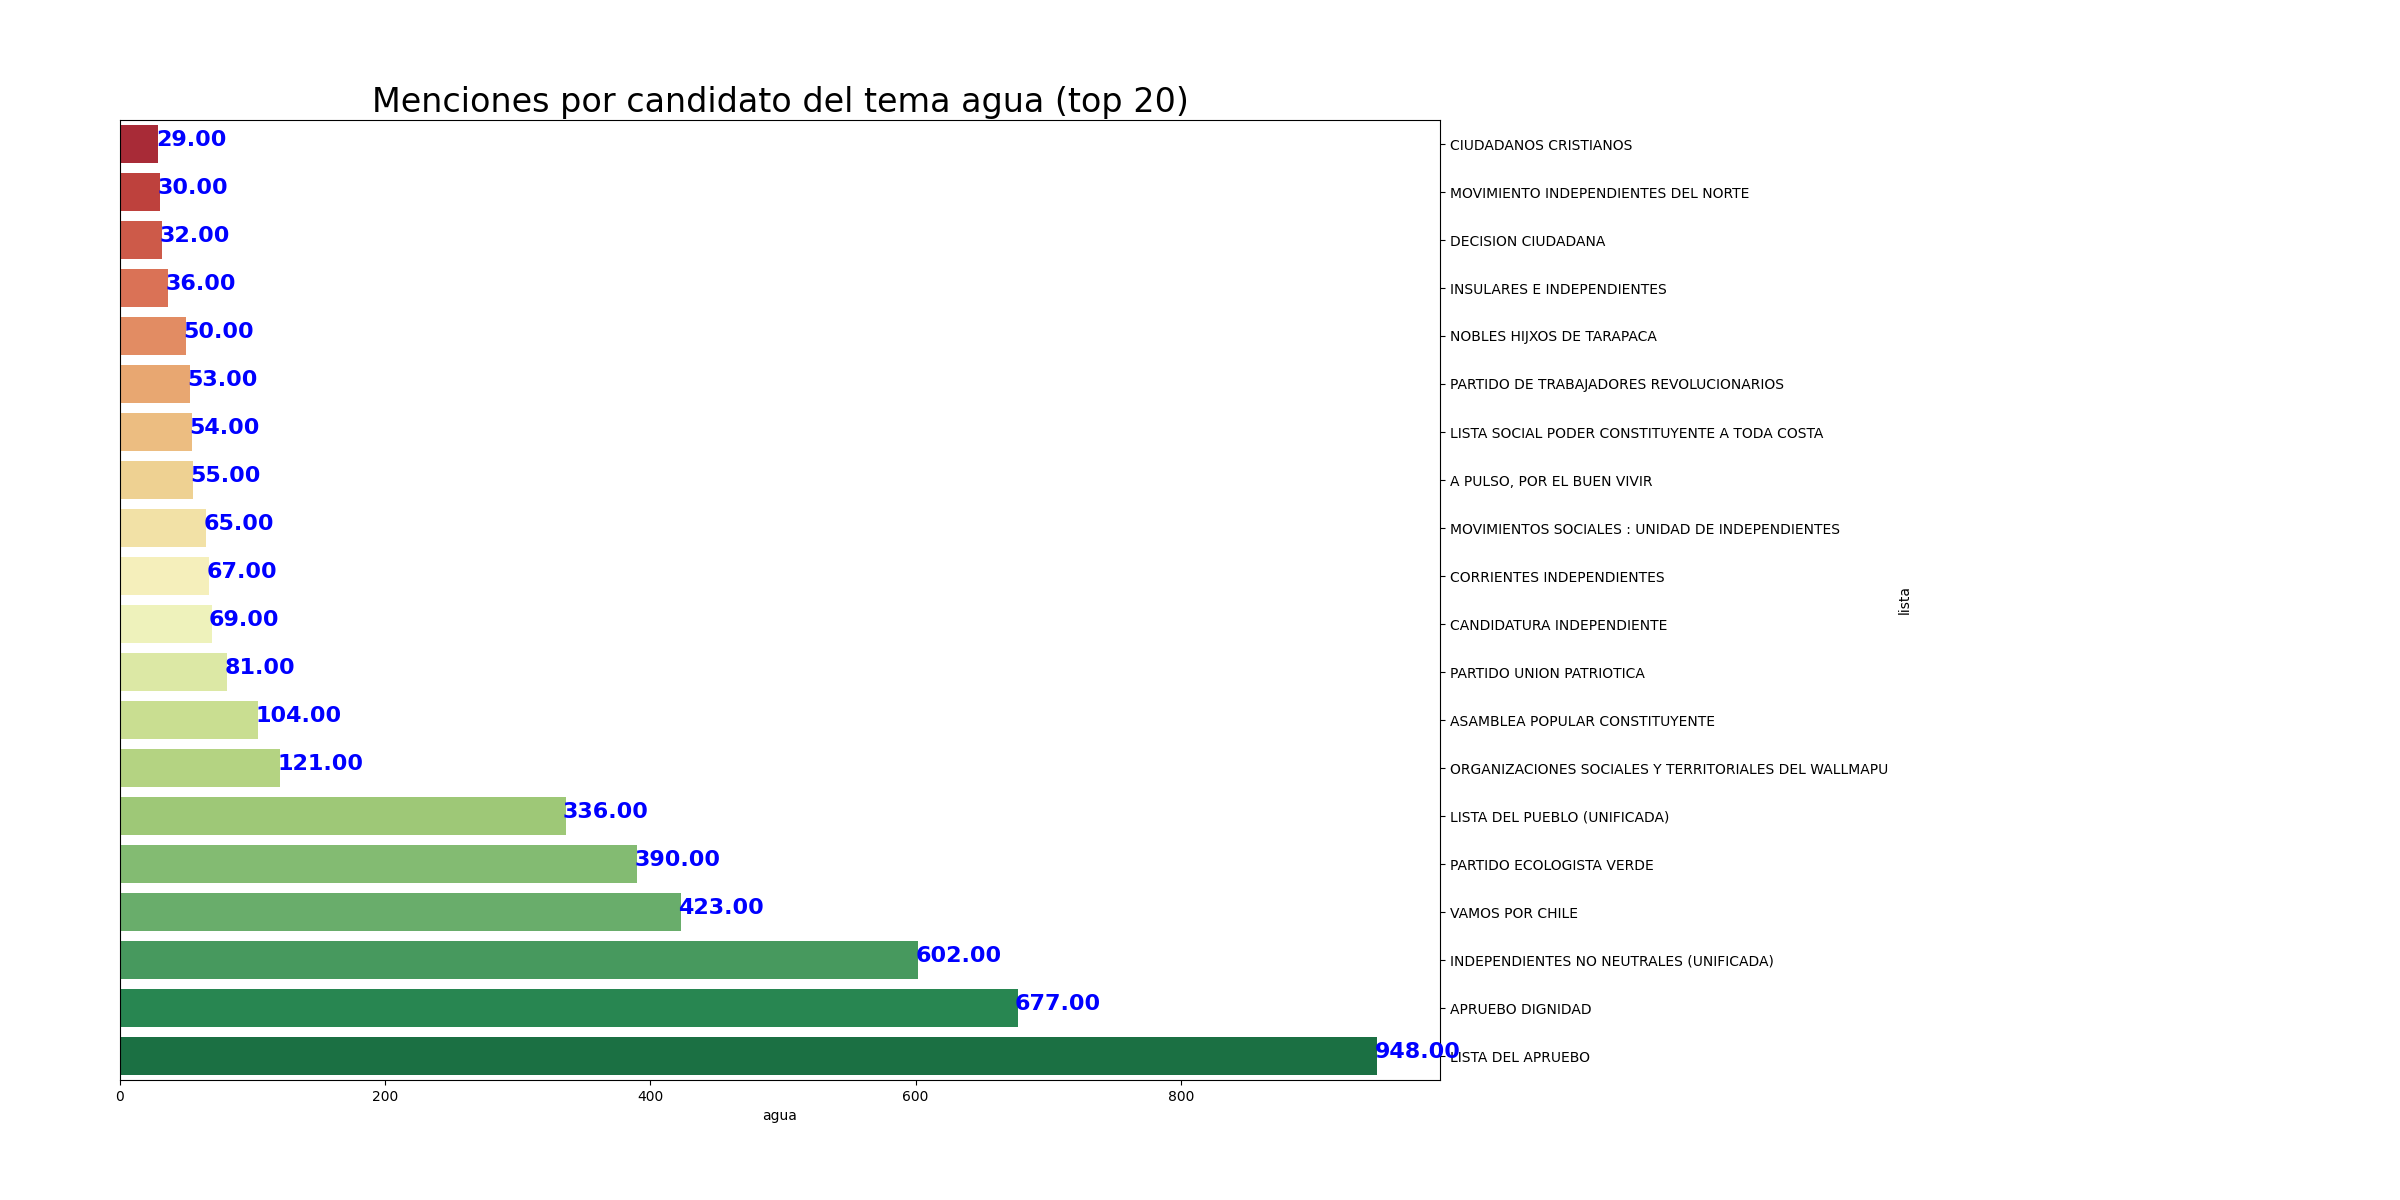 Menciones por candidato del tema agua (top 20)
29.00 CIUDADANOS CRISTIANOS
30.00 MOVIMIENTO INDEPENDIENTES DEL NORTE
32.00 DECISION CIUDADANA
36.00 INSULARES E INDEPENDIENTES
50.00 NOBLES HIJXOS DE TARAPACA
53.00 PARTIDO DE TRABAJADORES REVOLUCIONARIOS
54.00 LISTA SOCIAL PODER CONSTITUYENTE A TODA COSTA
55.00 A PULSO, POR EL BUEN VIVIR
65.00 MOVIMIENTOS SOCIALES : UNIDAD DE INDEPENDIENTES
67.00 CORRIENTES INDEPENDIENTES
69.00 CANDIDATURA INDEPENDIENTE
81.00 PARTIDO UNION PATRIOTICA
104.00 ASAMBLEA POPULAR CONSTITUYENTE
121.00 ORGANIZACIONES SOCIALES Y TERRITORIALES DEL WALLMAPU
336.00 LISTA DEL PUEBLO (UNIFICADA)
390.00 PARTIDO ECOLOGISTA VERDE
423.00 VAMOS POR CHILE
602.00 INDEPENDIENTES NO NEUTRALES (UNIFICADA)
677.00 APRUEBO DIGNIDAD
948.00 LISTA DEL APRUEBO
lista
0 200 400 600 800
agua